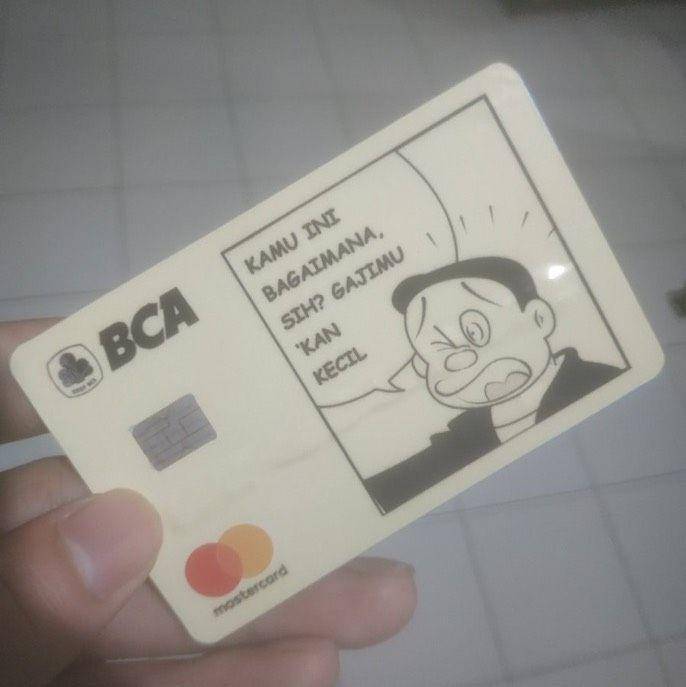 BCA
KAMU INI
BAGAIMANA,
SIH? GAJIMU
'KAN
KECIL
mastercard